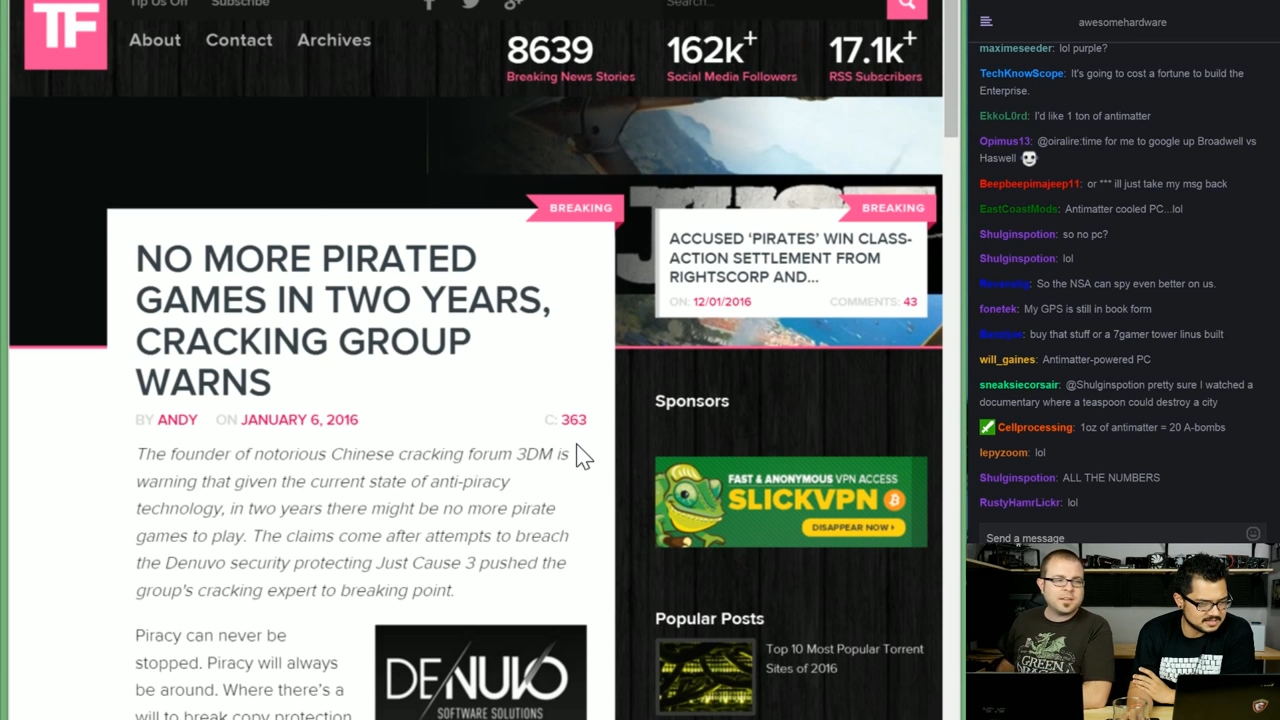 Tip Us Off Subscribe
Search...
TF
About Contact Archives
8639
Breaking News Stories
162k+
Social Media Followers
17.1k+
RSS Subscribers
BREAKING
NO MORE PIRATED
GAMES IN TWO YEARS,
CRACKING GROUP
WARNS
BY ANDY ON JANUARY 6, 2016 C: 363
The founder of notorious Chinese cracking forum 3DM is
warning that given the current state of anti-piracy
technology, in two years there might be no more pirate
games to play. The claims come after attempts to breach
the Denuvo security protecting Just Cause 3 pushed the
group's cracking expert to breaking point.
Piracy can never be
stopped. Piracy will always
be around. Where there's a
will to break copy protection
DENUVO
SOFTWARE SOLUTIONS
BREAKING
ACCUSED ‘PIRATES’ WIN CLASS-
ACTION SETTLEMENT FROM
RIGHTSCORP AND...
ON: 12/01/2016 COMMENTS: 43
Sponsors
FAST & ANONYMOUS VPN ACCESS
SLICKVPN
DISAPPEAR NOW
Popular Posts
Top 10 Most Popular Torrent
Sites of 2016
awesomehardware
maximeseeder: lol purple?
TechKnowScope: It's going to cost a fortune to build the
Enterprise.
EkkoL0rd: I'd like 1 ton of antimatter
Opimus13: @oiralire:time for me to google up Broadwell vs
Haswell
Beepbeepimajeep11: or *** ill just take my msg back
EastCoastMods: Antimatter cooled PC...lol
Shulginspotion: so no pc?
Shulginspotion: lol
So the NSA can spy even better on us.
fonetek: My GPS is still in book form
buy that stuff or a 7gamer tower linus built
will_gaines: Antimatter-powered PC
sneaksiecorsair: @Shulginspotion pretty sure I watched a
documentary where a teaspoon could destroy a city
Cellprocessing: 1oz of antimatter = 20 A-bombs
lepyzoom: lol
Shulginspotion: ALL THE NUMBERS
RustyHamrLickr: lol
Send a message
GREEN
DRAGON